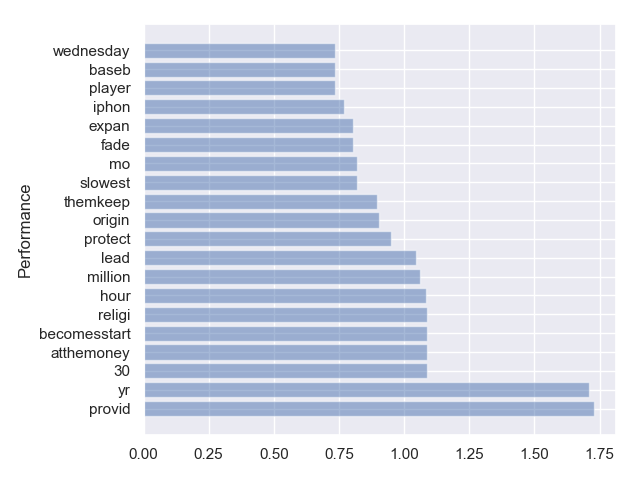 wednesday
baseb
player
iphon
expan
fade
mo
slowest
themkeep
origin
protect
lead
million
hour
religi
becomesstart
atthemoney
30
yr
provid
Performance
0.00 0.25 0.50 0.75 1.00 1.25 1.50 1.75